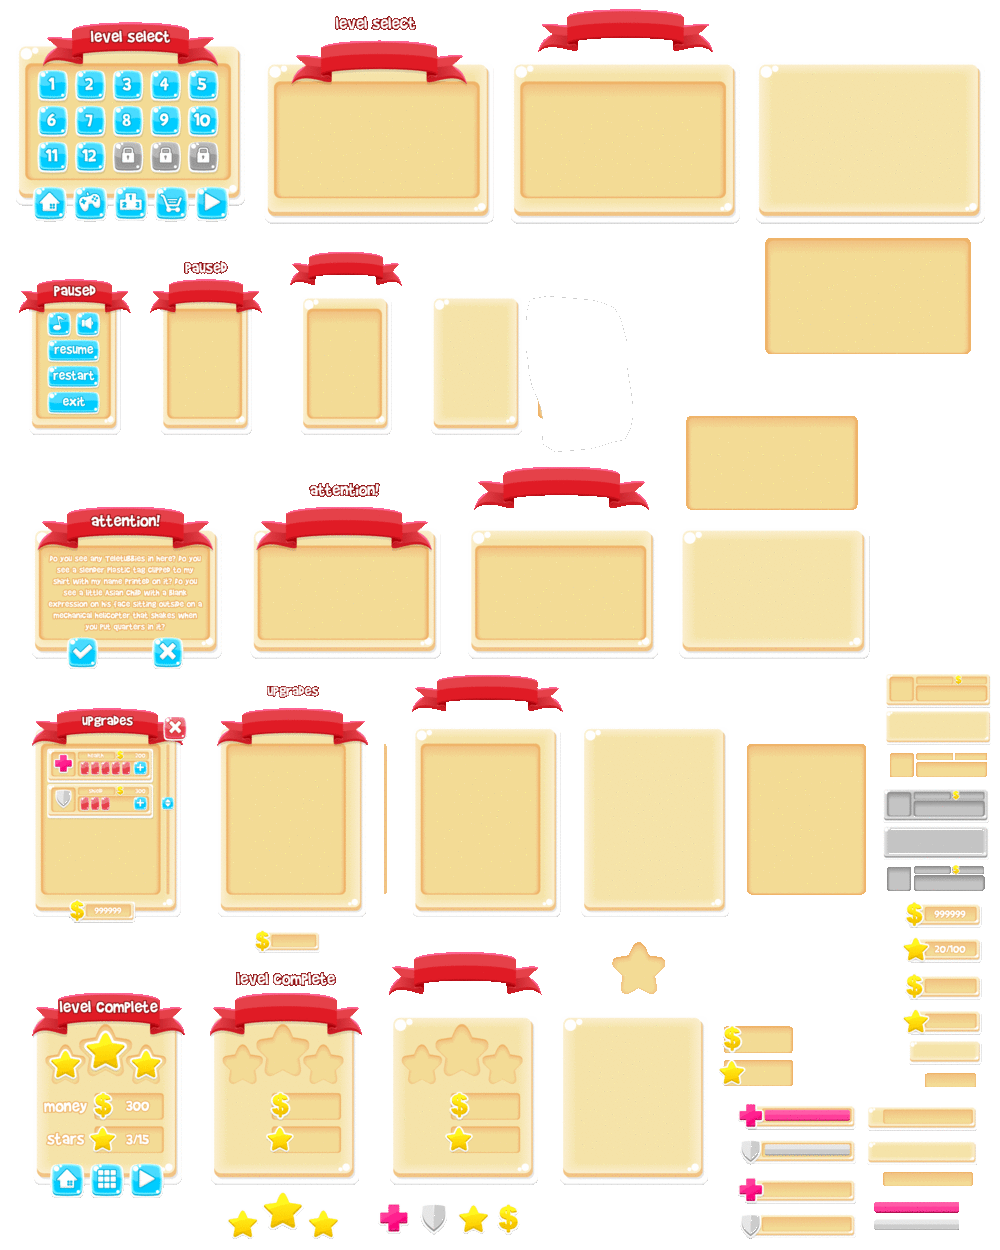 level select
level select
1 2 3 4 5
6 7 8 9 10
11 12
Paused
Paused
resume
restart
exit
attention!
attention!
Do you see any Teletubbies in here? Do you
see a slender plastic tag clipped to my
shirt with my name printed on it? Do you
see a little Asian child with a blank
expression on his face sitting outside on a
mechanical helicopter that shakes when
you put quarters in it?
upgrades
upgrades
200
300
999999
999999
20/100
level complete
level complete
money $ 300
stars 3/15